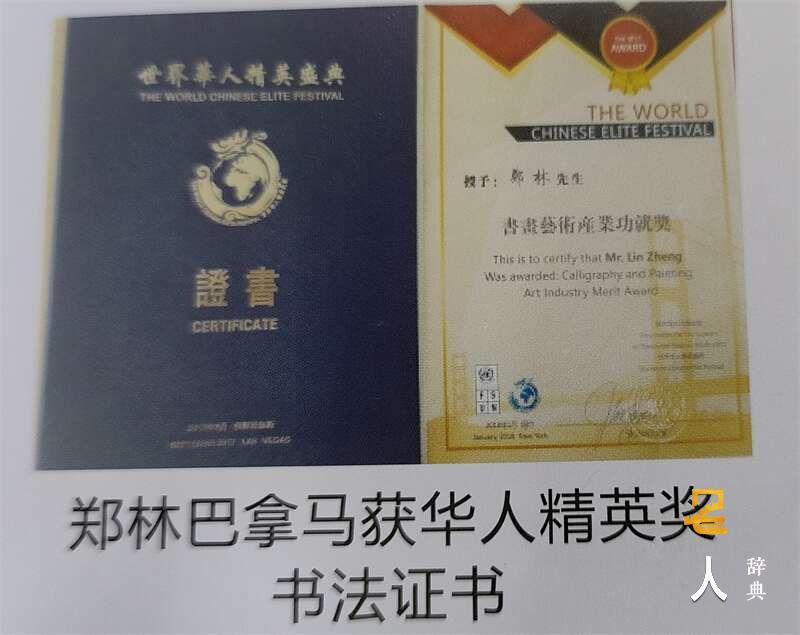 世界華人精英盛典
THE WORLD CHINESE ELITE FESTIVAL
證書
CERTIFICATE
SEPTEMBER 2017 LAS VEGAS
THE BEST
AWARD
THE WORLD
CHINESE ELITE FESTIVAL
授予：郑林先生
書畫藝術産業功就獎
This is to certify that Mr. Lin Zheng
Was awarded: Calligraphy and Painting
Art Industry Merit Award
F S
U N
January 2018 New York
郑林巴拿马获华人精英奖
书法证书
名人辞典